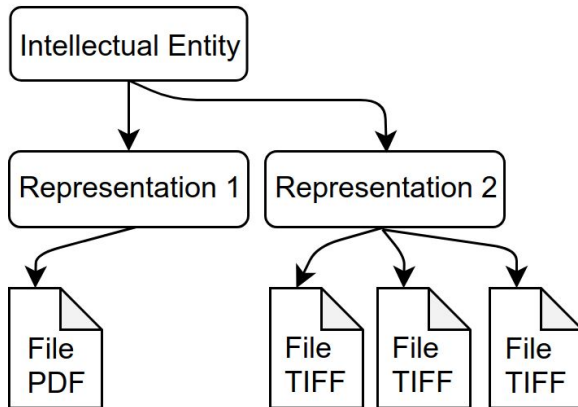 Intellectual Entity
Representation 1
Representation 2
File
PDF
File
TIFF
File
TIFF
File
TIFF